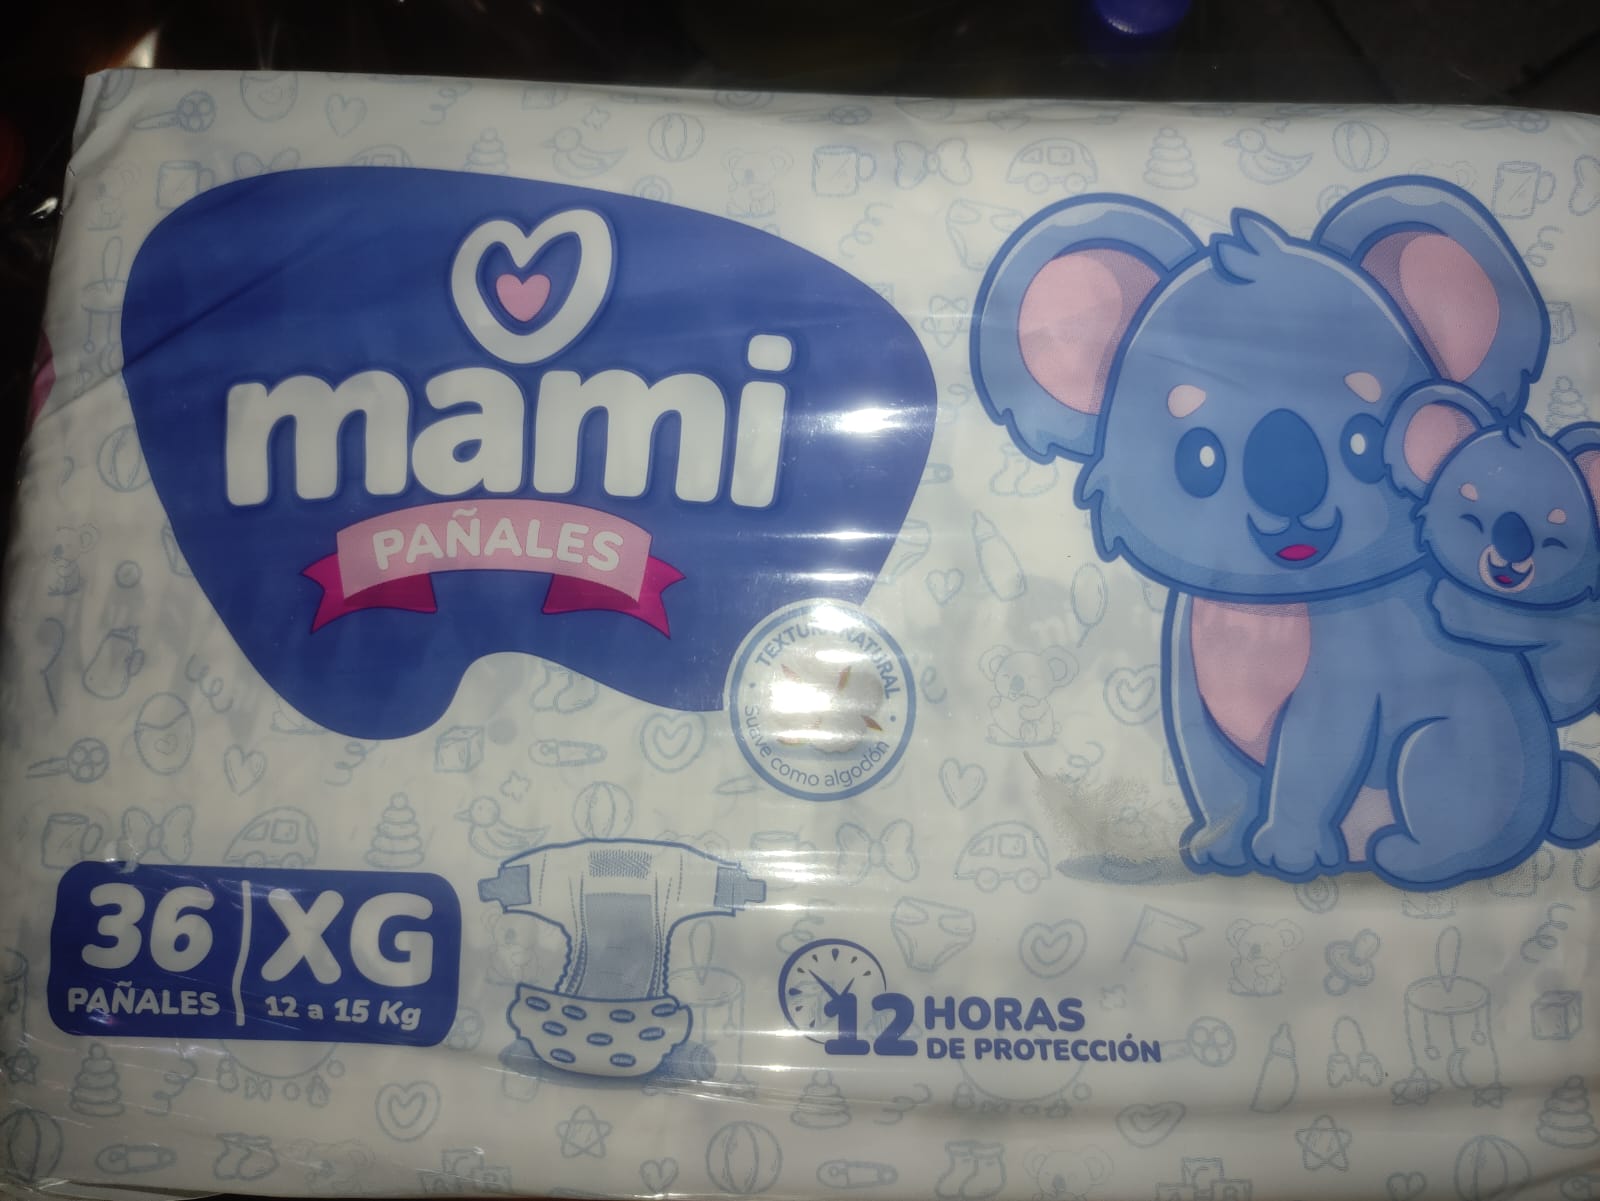 mami
PAÑALES
TEXTURA NATURAL
Suave como algodón
36
PAÑALES
XG
12 a 15 Kg
12 HORAS
DE PROTECCIÓN